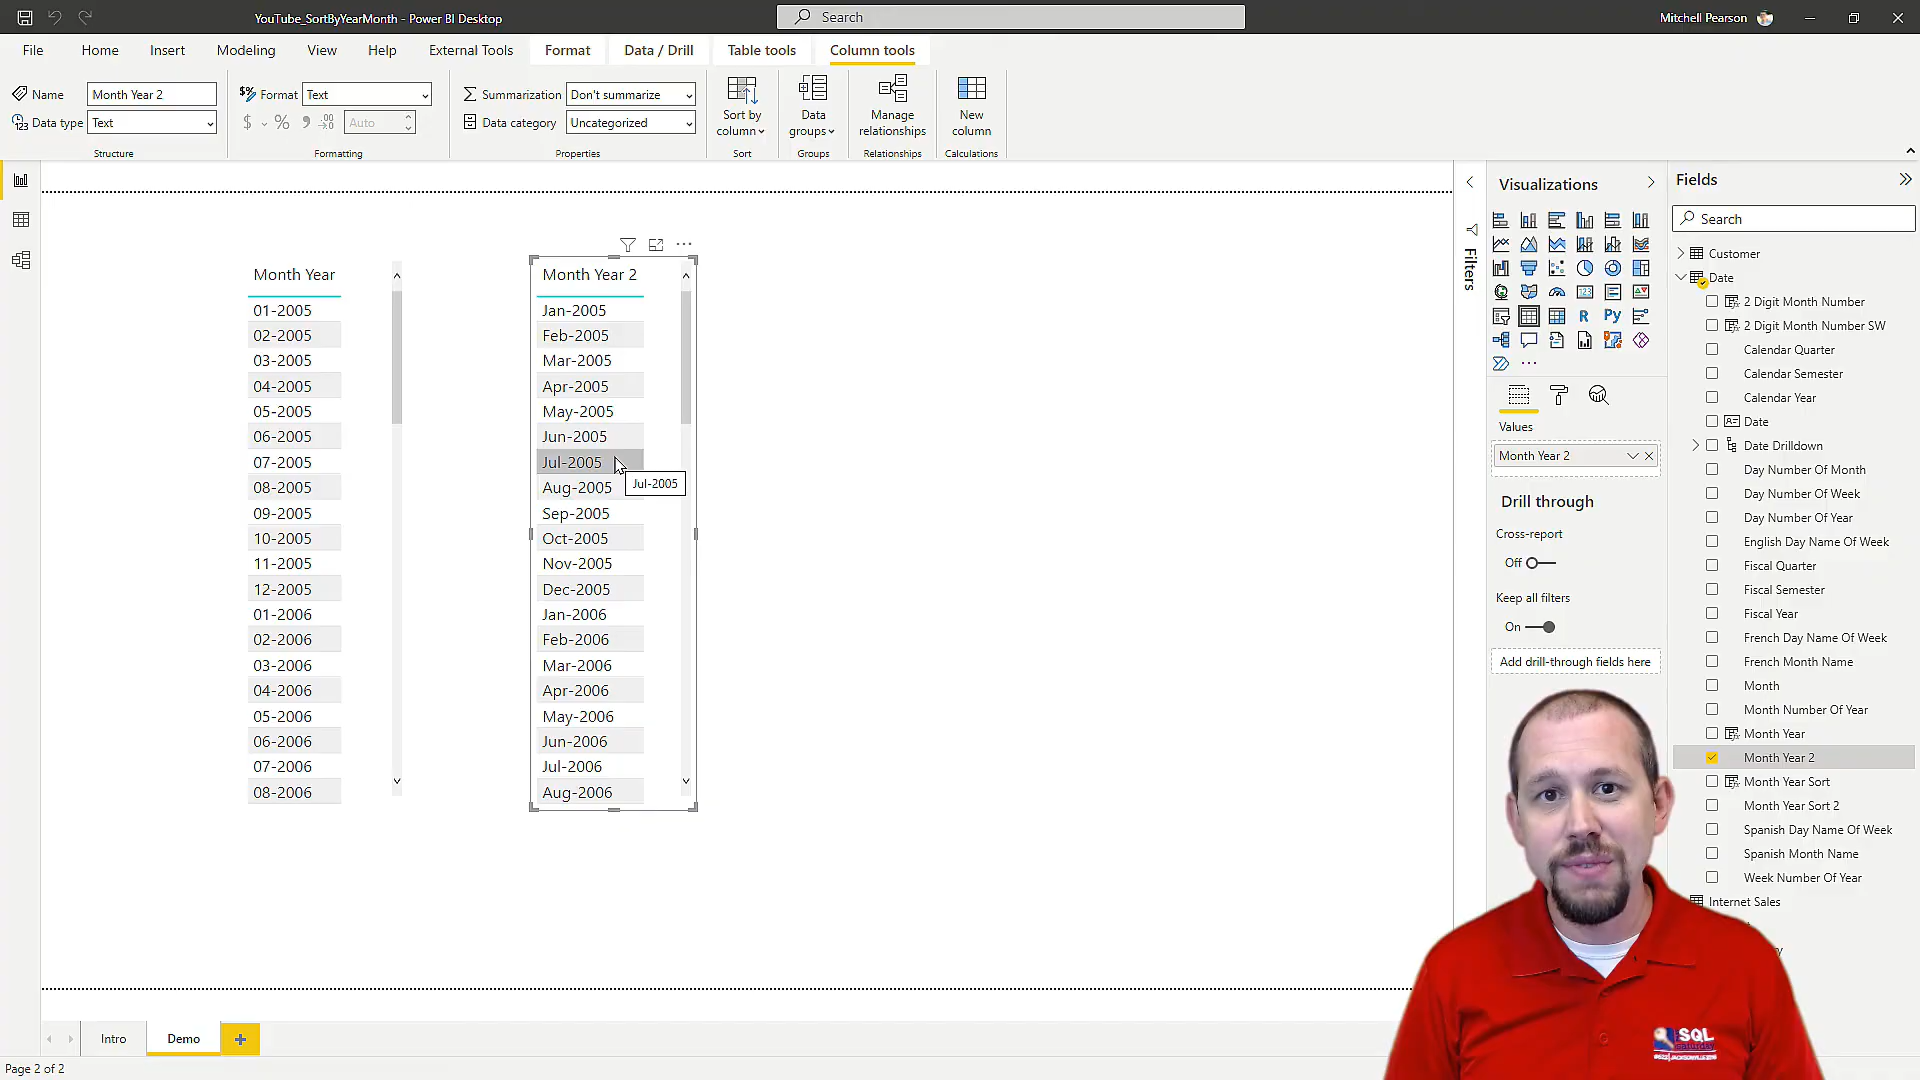 YouTube_SortByYearMonth - Power BI Desktop
Search
Mitchell Pearson
File
Home
Insert
Modeling
View
Help
External Tools
Format
Data / Drill
Table tools
Column tools
Name
Month Year 2
Data type
Text
Structure
Format
Text
$ %
Auto
Formatting
Summarization
Don't summarize
Data category
Uncategorized
Properties
Sort by
column
Sort
Data
groups
Groups
Manage
relationships
Relationships
New
column
Calculations
Month Year
01-2005
02-2005
03-2005
04-2005
05-2005
06-2005
07-2005
08-2005
09-2005
10-2005
11-2005
12-2005
01-2006
02-2006
03-2006
04-2006
05-2006
06-2006
07-2006
08-2006
Month Year 2
Jan-2005
Feb-2005
Mar-2005
Apr-2005
May-2005
Jun-2005
Jul-2005
Jul-2005
Aug-2005
Sep-2005
Oct-2005
Nov-2005
Dec-2005
Jan-2006
Feb-2006
Mar-2006
Apr-2006
May-2006
Jun-2006
Jul-2006
Aug-2006
Filters
Visualizations
R
Py
Values
Month Year 2
Drill through
Cross-report
Off
Keep all filters
On
Add drill-through fields here
Fields
Search
Customer
Date
2 Digit Month Number
2 Digit Month Number SW
Calendar Quarter
Calendar Semester
Calendar Year
Date
Date Drilldown
Day Number Of Month
Day Number Of Week
Day Number Of Year
English Day Name Of Week
Fiscal Quarter
Fiscal Semester
Fiscal Year
French Day Name Of Week
French Month Name
Month
Month Number Of Year
Month Year
Month Year 2
Month Year Sort
Month Year Sort 2
Spanish Day Name Of Week
Spanish Month Name
Week Number Of Year
Internet Sales
SQL
Intro
Demo
Page 2 of 2